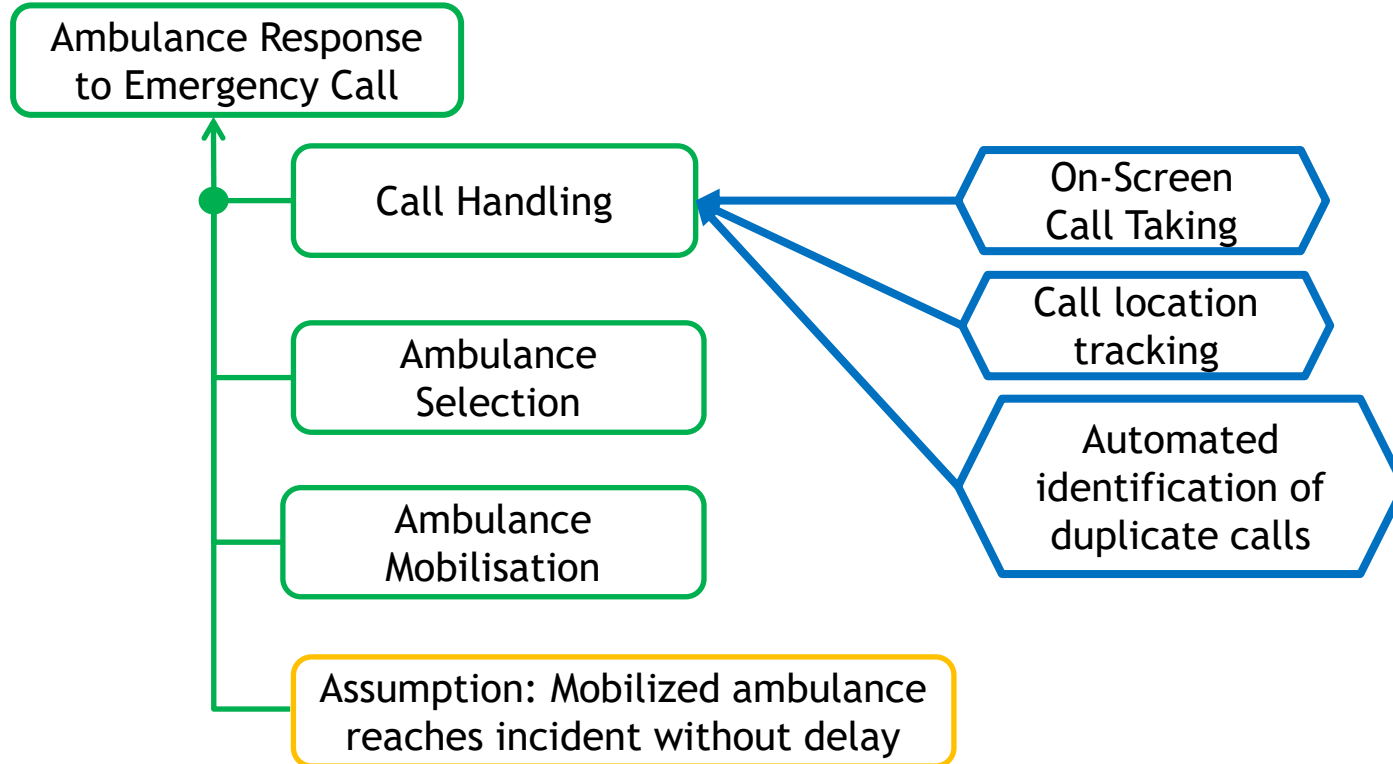 Ambulance Response
to Emergency Call
Call Handling
On-Screen
Call Taking
Call location
tracking
Ambulance
Selection
Automated
identification of
duplicate calls
Ambulance
Mobilisation
Assumption: Mobilized ambulance
reaches incident without delay